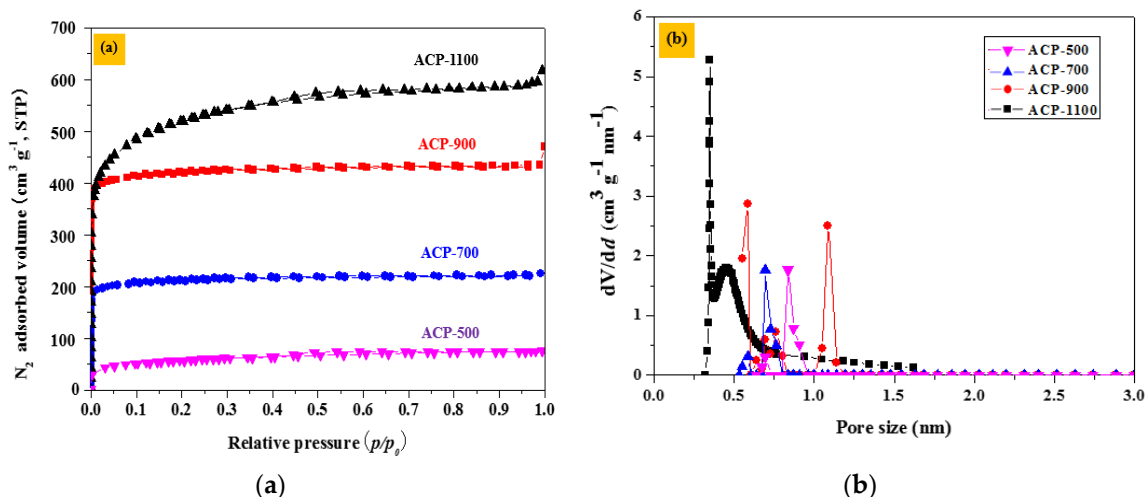 (a)
700
600
500
400
300
200
100
0
N2 adsorbed volume (cm3 g-1, STP)
ACP-1100
ACP-900
ACP-700
ACP-500
0.0 0.1 0.2 0.3 0.4 0.5 0.6 0.7 0.8 0.9 1.0
Relative pressure (p/p0)
(a)
(b)
6
5
4
3
2
1
0
dV/dd (cm3 g-1 nm-1)
ACP-500
ACP-700
ACP-900
ACP-1100
0.0 0.5 1.0 1.5 2.0 2.5 3.0
Pore size (nm)
(b)